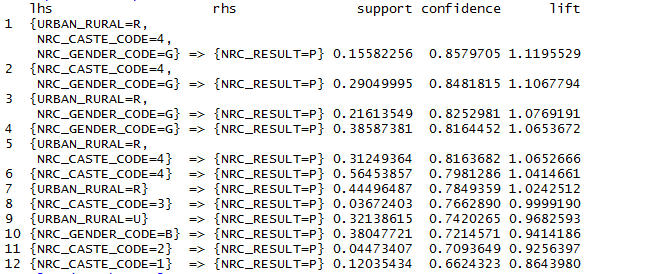 lhs rhs support confidence lift
1 {URBAN_RURAL=R,
NRC_CASTE_CODE=4,
NRC_GENDER_CODE=G} => {NRC_RESULT=P} 0.15582256 0.8579705 1.1195529
2 {NRC_CASTE_CODE=4,
NRC_GENDER_CODE=G} => {NRC_RESULT=P} 0.29049995 0.8481815 1.1067794
3 {URBAN_RURAL=R,
NRC_GENDER_CODE=G} => {NRC_RESULT=P} 0.21613549 0.8252981 1.0769191
4 {NRC_GENDER_CODE=G} => {NRC_RESULT=P} 0.38587381 0.8164452 1.0653672
5 {URBAN_RURAL=R,
NRC_CASTE_CODE=4} => {NRC_RESULT=P} 0.31249364 0.8163682 1.0652666
6 {NRC_CASTE_CODE=4} => {NRC_RESULT=P} 0.56453857 0.7981286 1.0414661
7 {URBAN_RURAL=R} => {NRC_RESULT=P} 0.44496487 0.7849359 1.0242512
8 {NRC_CASTE_CODE=3} => {NRC_RESULT=P} 0.03672403 0.7662890 0.9999190
9 {URBAN_RURAL=U} => {NRC_RESULT=P} 0.32138615 0.7420265 0.9682593
10 {NRC_GENDER_CODE=B} => {NRC_RESULT=P} 0.38047721 0.7214571 0.9414186
11 {NRC_CASTE_CODE=2} => {NRC_RESULT=P} 0.04473407 0.7093649 0.9256397
12 {NRC_CASTE_CODE=1} => {NRC_RESULT=P} 0.12035434 0.6624323 0.8643980